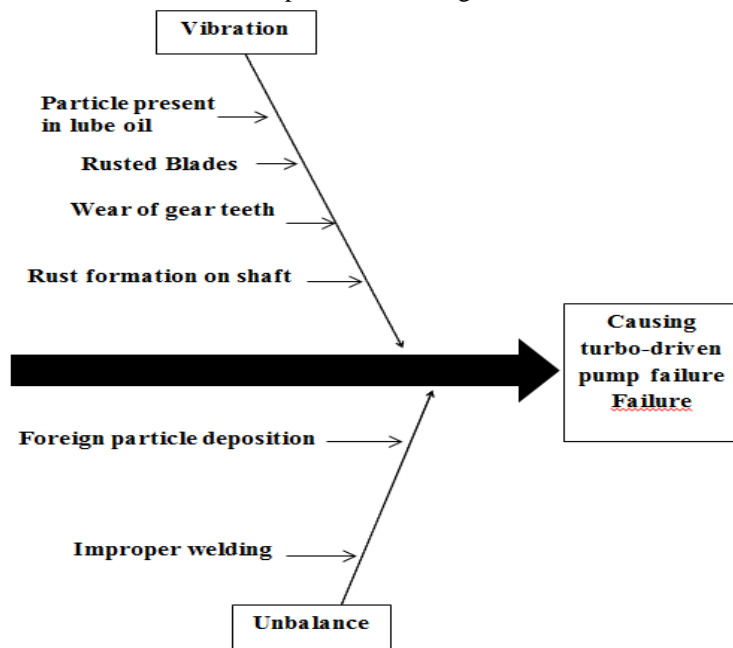 Vibration
Particle present
in lube oil
Rusted Blades
Wear of gear teeth
Rust formation on shaft
Causing
turbo-driven
pump failure
Failure
Foreign particle deposition
Improper welding
Unbalance